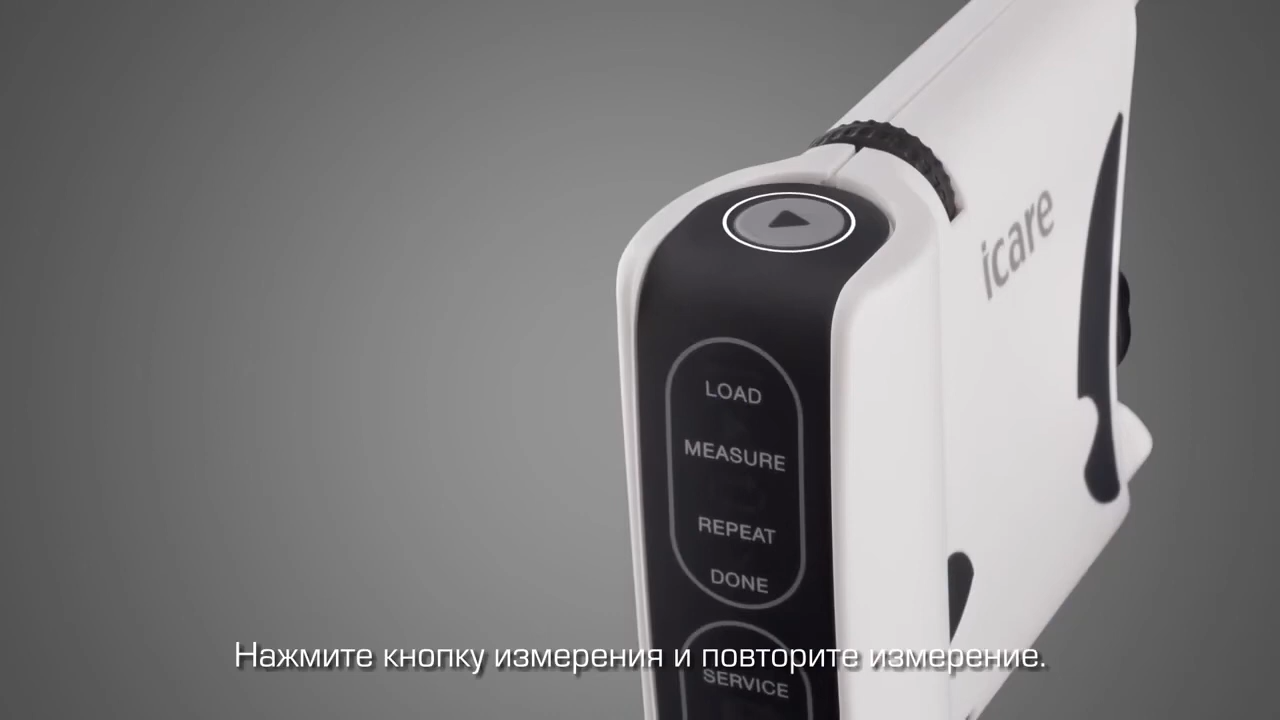 icare
LOAD
MEASURE
REPEAT
DONE
SERVICE
Нажмите кнопку измерения и повторите измерение.